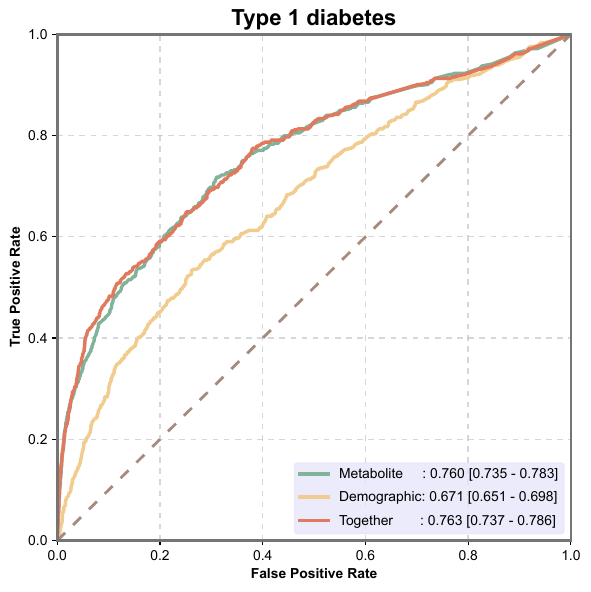 Type 1 diabetes
True Positive Rate
1.0
0.8
0.6
0.4
0.2
0.0
Metabolite : 0.760 [0.735 - 0.783]
Demographic: 0.671 [0.651 - 0.698]
Together : 0.763 [0.737 - 0.786]
0.0 0.2 0.4 0.6 0.8 1.0
False Positive Rate